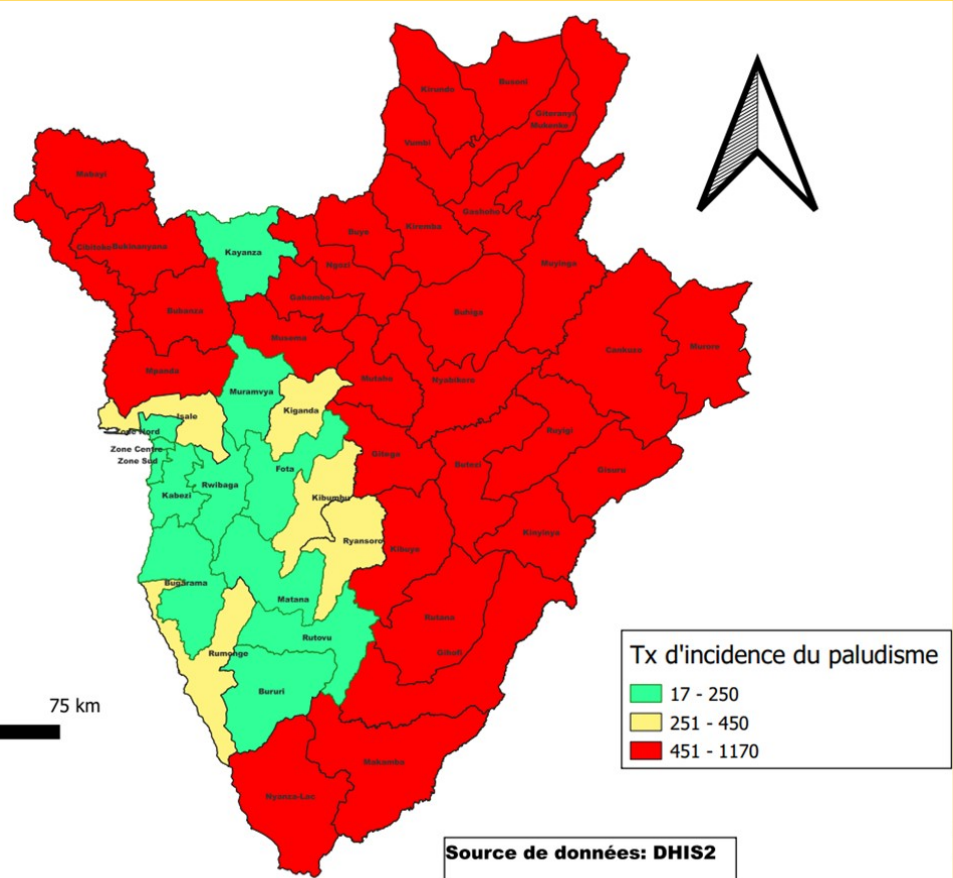 Kirundo
Busoni
Gitaranyi
Mukenke
Vumbi
Mabayi
Gashoho
Kiremba
Buye
Cibitoke
Bukinanyana
Kayanza
Ngozi
Muyinga
Gahombo
Buhiga
Bubanza
Musema
Cankuzo
Murore
Mpanda
Mutaho
Nyabikere
Muramvya
Kiganda
Isale
Zone Nord
Ruyigi
Zone Centre
Zone Sud
Gitega
Butezi
Fota
Gisuru
Rwibaga
Kabezi
Kibumbu
Kinyinya
Ryansoro
Kibuye
Bugarama
Matana
Rutana
Rutovu
Gihofi
Rumonge
Bururi
Tx d'incidence du paludisme
17 - 250
251 - 450
451 - 1170
75 km
Makamba
Nyanza-Lac
Source de données: DHIS2